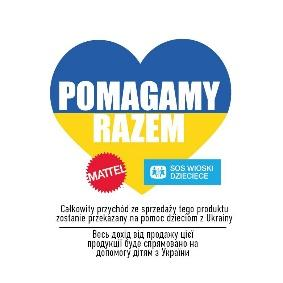 POMAGAMY
RAZEM
MATTEL
SOS WIOSKI
DZIECIĘCE
Całkowity przychód ze sprzedaży tego produktu
zostanie przekazany na pomoc dzieciom z Ukrainy
Весь дохід від продажу цієї
продукції буде спрямовано на
допомогу дітям з України